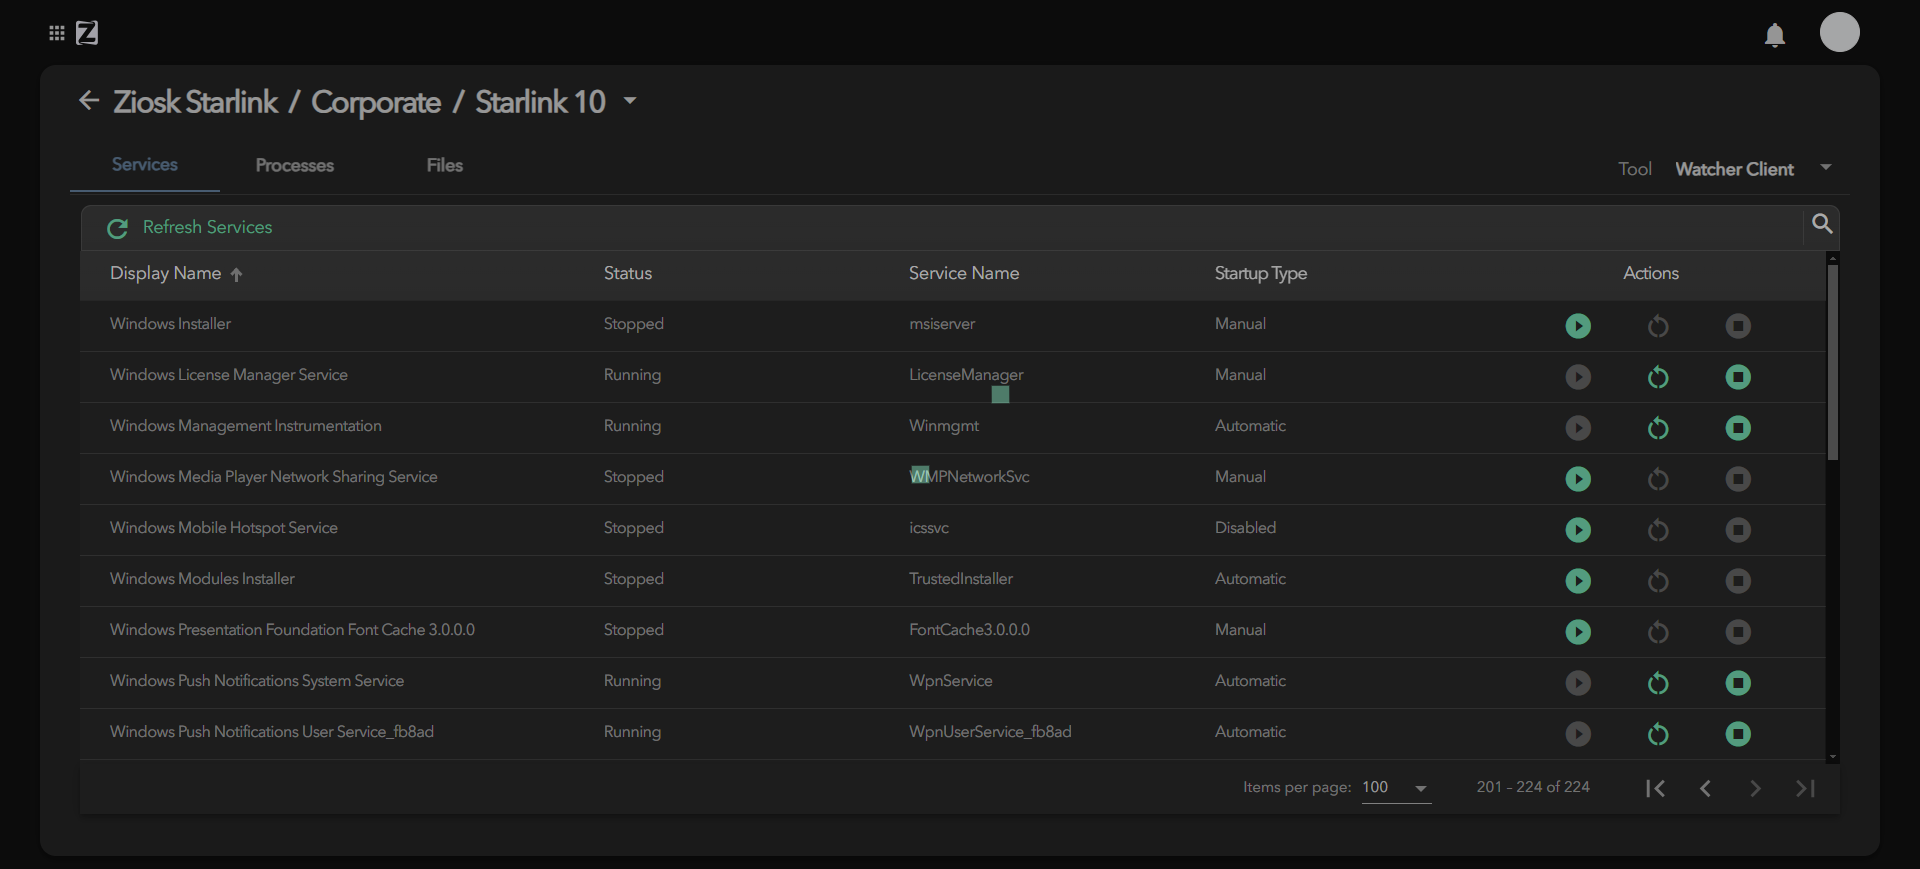 Z
Ziosk Starlink / Corporate / Starlink 10
Services Processes Files Tool Watcher Client
Refresh Services
Display Name Status Service Name Startup Type Actions
Windows Installer Stopped msiserver Manual
Windows License Manager Service Running LicenseManager Manual
Windows Management Instrumentation Running Winmgmt Automatic
Windows Media Player Network Sharing Service Stopped WMPNetworkSvc Manual
Windows Mobile Hotspot Service Stopped icssvc Disabled
Windows Modules Installer Stopped TrustedInstaller Automatic
Windows Presentation Foundation Font Cache 3.0.0.0 Stopped FontCache3.0.0.0 Manual
Windows Push Notifications System Service Running WpnService Automatic
Windows Push Notifications User Service_fb8ad Running WpnUserService_fb8ad Automatic
Items per page: 100 201 – 224 of 224